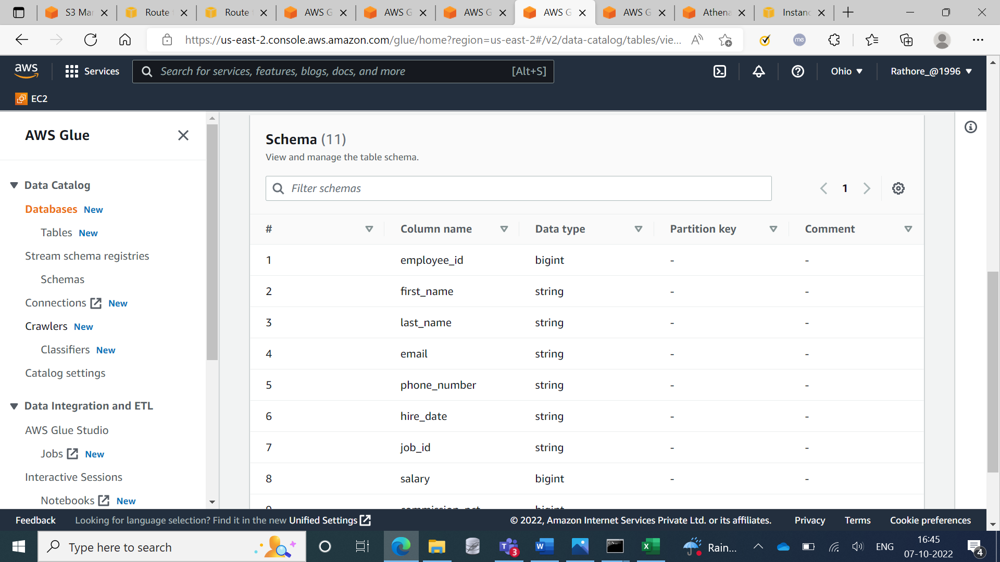 S3 Mar
Route
Route
AWS G
AWS G
AWS G
AWS G
AWS G
Athena
Instanc
https://us-east-2.console.aws.amazon.com/glue/home?region=us-east-2#/v2/data-catalog/tables/vie...
me
aws
Services
Search for services, features, blogs, docs, and more [Alt+S]
Ohio
Rathore_@1996
EC2
AWS Glue
Data Catalog
Databases New
Tables New
Stream schema registries
Schemas
Connections New
Crawlers New
Classifiers New
Catalog settings
Data Integration and ETL
AWS Glue Studio
Jobs New
Interactive Sessions
Notebooks New
Schema (11)
View and manage the table schema.
Filter schemas
1
# Column name Data type Partition key Comment
1 employee_id bigint - -
2 first_name string - -
3 last_name string - -
4 email string - -
5 phone_number string - -
6 hire_date string - -
7 job_id string - -
8 salary bigint - -
9 commission_pct bigint
Feedback
Looking for language selection? Find it in the new Unified Settings
© 2022, Amazon Internet Services Private Ltd. or its affiliates.
Privacy
Terms
Cookie preferences
Type here to search
3
Rain...
ENG
16:45
07-10-2022
4